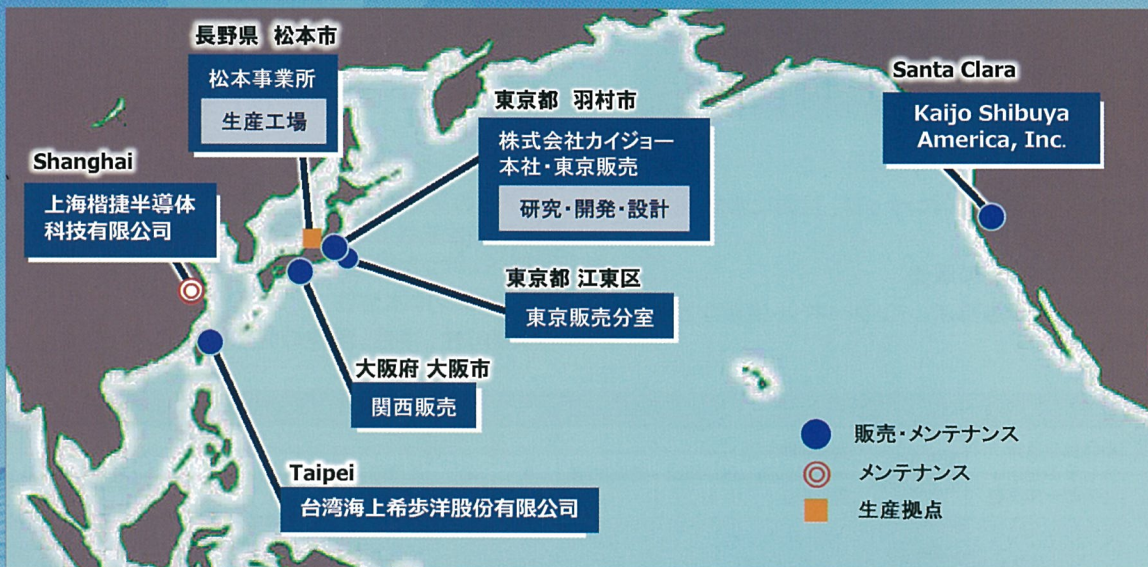 長野県 松本市
松本事業所
生産工場
東京都 羽村市
株式会社カイジョー
本社・東京販売
研究・開発・設計
Santa Clara
Kaijo Shibuya
America, Inc.
Shanghai
上海楷捷半導体
科技有限公司
東京都 江東区
東京販売分室
大阪府 大阪市
関西販売
Taipei
台湾海上希歩洋股份有限公司
販売・メンテナンス
メンテナンス
生産拠点